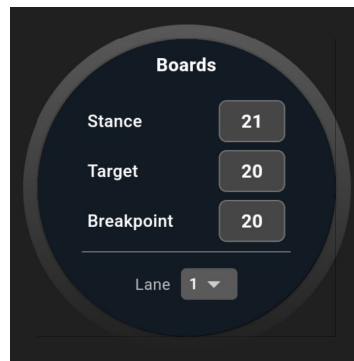 Boards
Stance 21
Target 20
Breakpoint 20
Lane 1